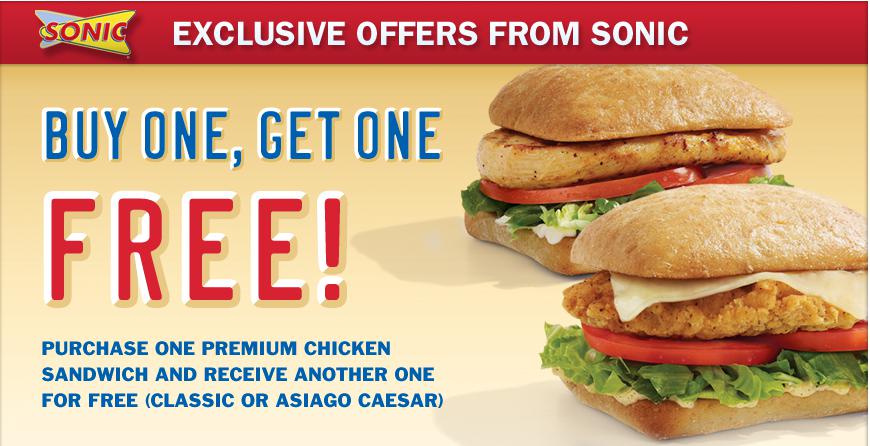 SONIC
EXCLUSIVE OFFERS FROM SONIC
BUY ONE, GET ONE
FREE!
PURCHASE ONE PREMIUM CHICKEN
SANDWICH AND RECEIVE ANOTHER ONE
FOR FREE (CLASSIC OR ASIAGO CAESAR)